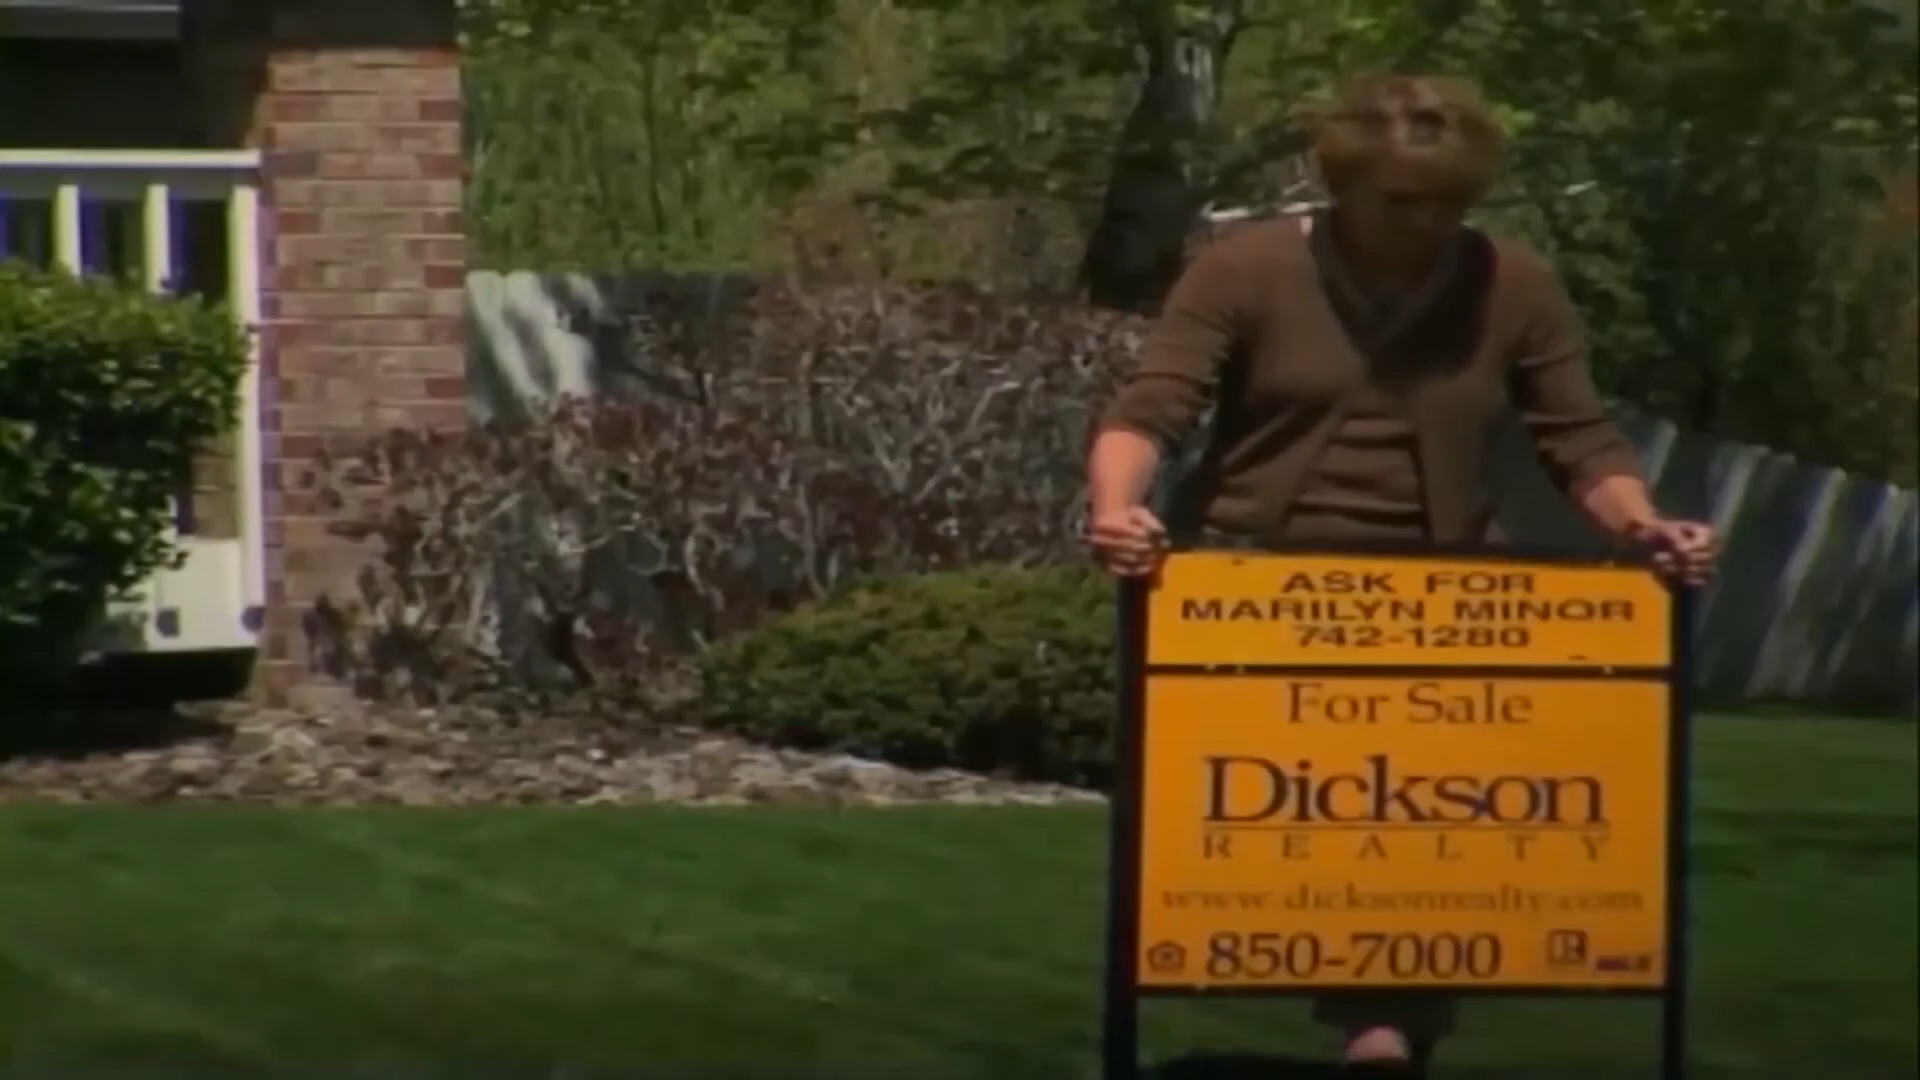 ASK FOR
MARILYN MINOR
742-1280
For Sale
Dickson
REALTY
www.dicksonrealty.com
850-7000